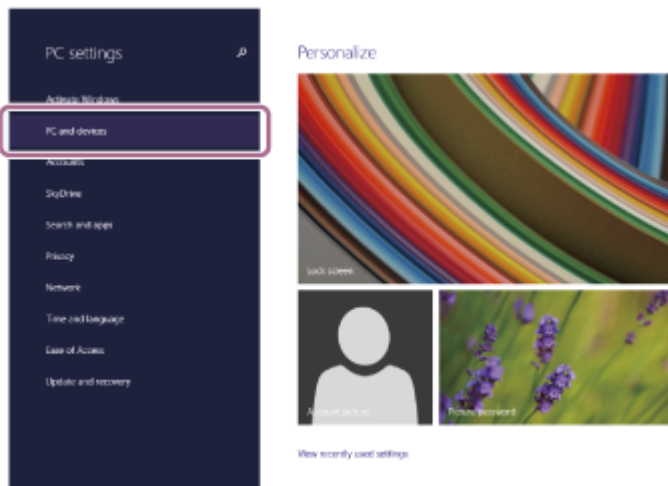 PC settings
Activate Windows
PC and devices
Accounts
SkyDrive
Search and apps
Privacy
Network
Time and language
Ease of Access
Update and recovery
Personalize
Lock screen
Account picture
Picture password
View recently used settings